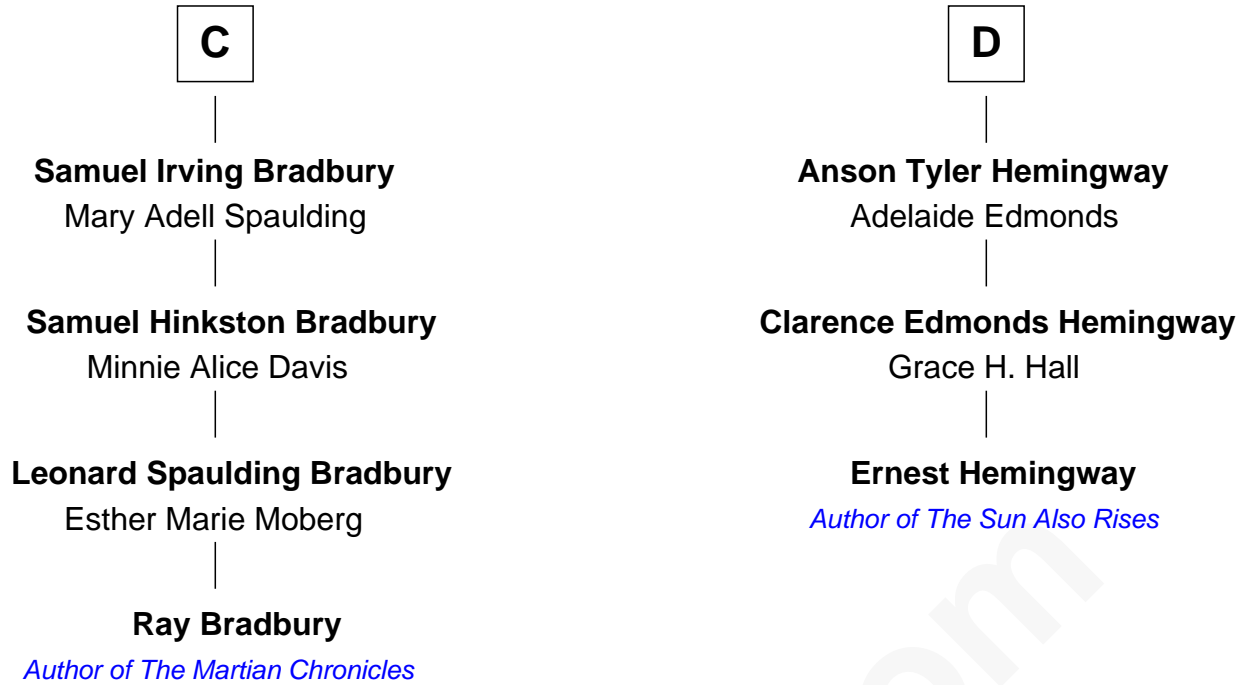 C
Samuel Irving Bradbury
Mary Adell Spaulding
Samuel Hinkston Bradbury
Minnie Alice Davis
Leonard Spaulding Bradbury
Esther Marie Moberg
Ray Bradbury
Author of The Martian Chronicles
D
Anson Tyler Hemingway
Adelaide Edmonds
Clarence Edmonds Hemingway
Grace H. Hall
Ernest Hemingway
Author of The Sun Also Rises
om